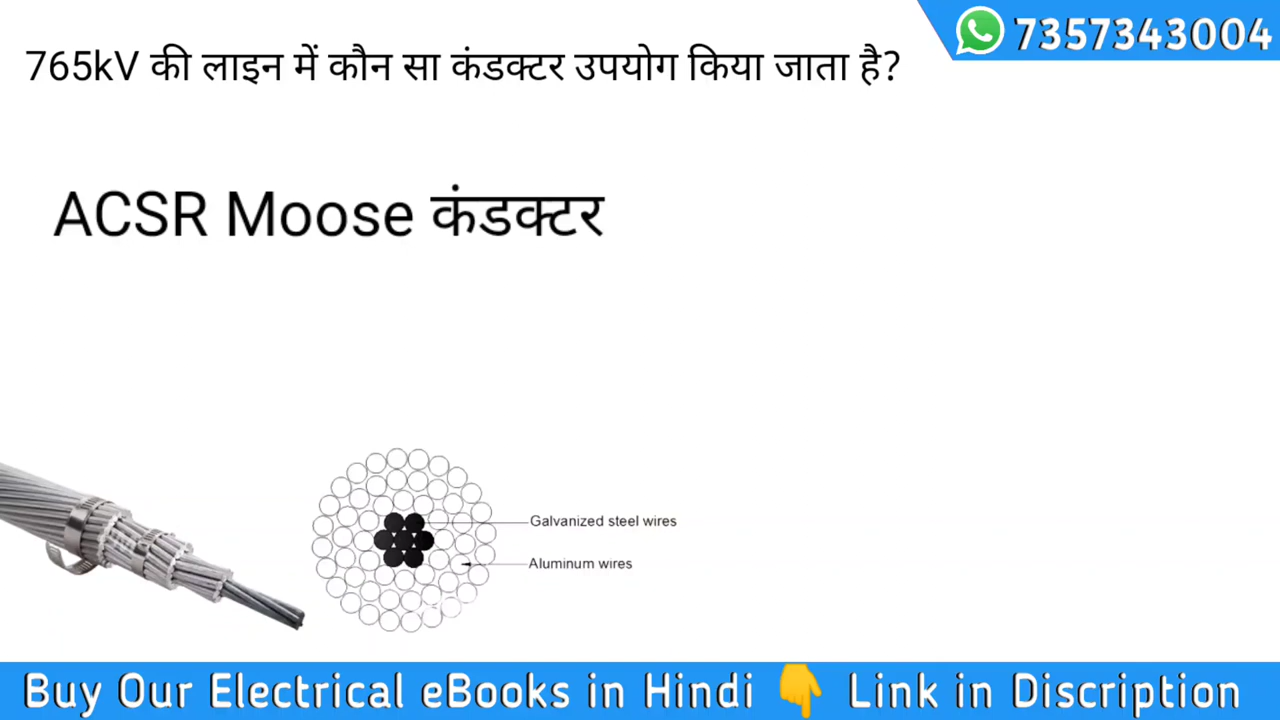 7357343004
765kV की लाइन में कौन सा कंडक्टर उपयोग किया जाता है?
ACSR Moose कंडक्टर
Galvanized steel wires
Aluminum wires
Buy Our Electrical eBooks in Hindi 👇 Link in Discription